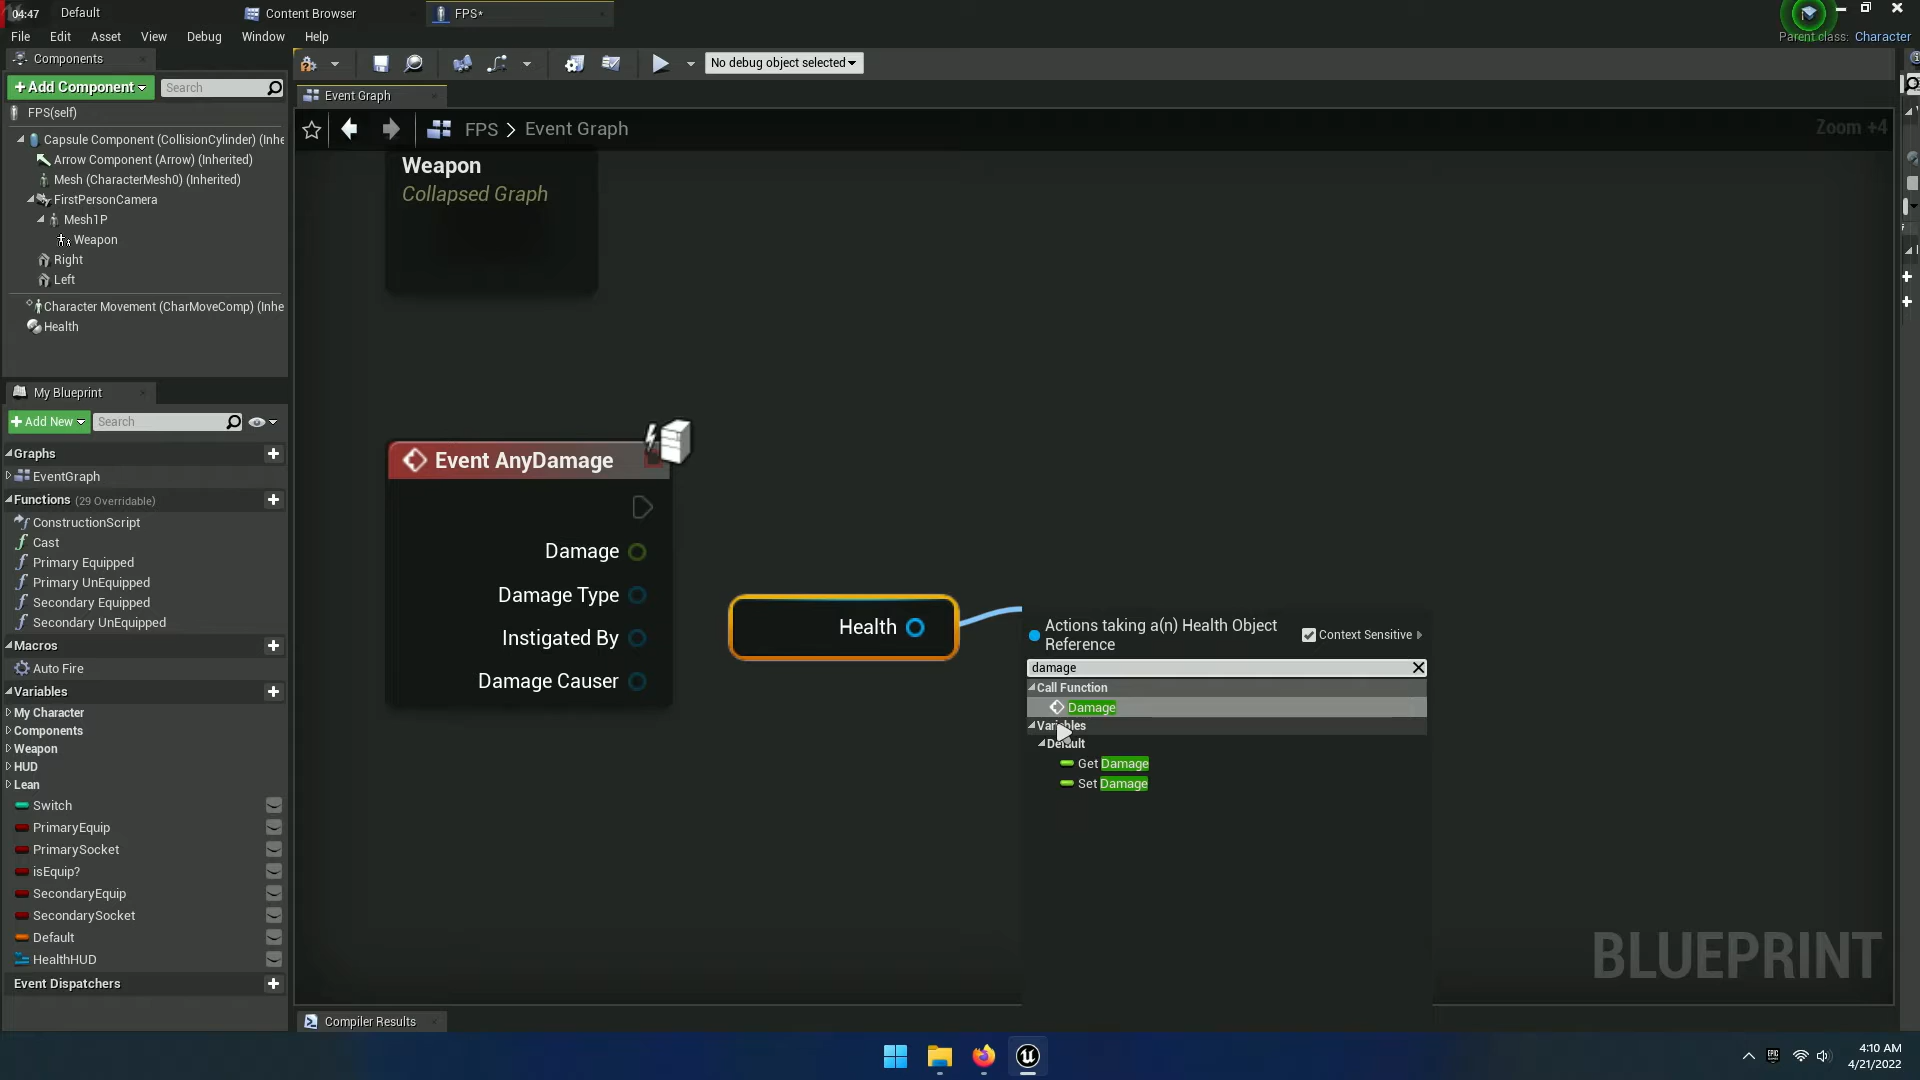 04:47
Default
Content Browser
FPS*
File Edit Asset View Debug Window Help
Parent class: Character
Components
Add Component
Search
No debug object selected
FPS(self)
Event Graph
Capsule Component (CollisionCylinder) (Inhe
FPS > Event Graph
Zoom +4
Arrow Component (Arrow) (Inherited)
Mesh (CharacterMesh0) (Inherited)
FirstPersonCamera
Mesh1P
Weapon
Right
Left
Character Movement (CharMoveComp) (Inhe
Health
Weapon
Collapsed Graph
My Blueprint
Add New
Search
Graphs
EventGraph
Functions (29 Overridable)
ConstructionScript
Cast
Primary Equipped
Primary UnEquipped
Secondary Equipped
Secondary UnEquipped
Macros
Auto Fire
Variables
My Character
Components
Weapon
HUD
Lean
Switch
PrimaryEquip
PrimarySocket
isEquip?
SecondaryEquip
SecondarySocket
Default
HealthHUD
Event Dispatchers
Event AnyDamage
Damage
Damage Type
Instigated By
Damage Causer
Health
Actions taking a(n) Health Object
Reference
Context Sensitive
damage
Call Function
Damage
Variables
Default
Get Damage
Set Damage
BLUEPRINT
Compiler Results
EPIC
4:10 AM
4/21/2022